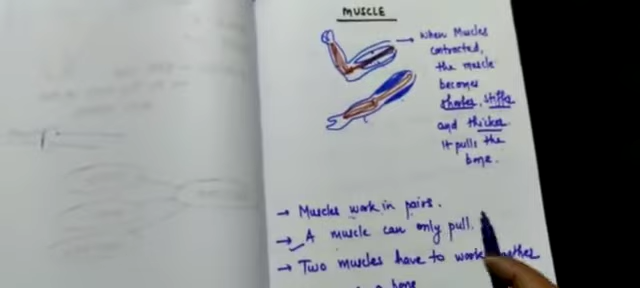 MUSCLE
→ When Muscles
contracted,
the muscle
becomes
shorter, stiffer
and thicker.
It pulls the
bone.
→ Muscles work in pairs.
→ A muscle can only pull.
→ Two muscles have to work
bone